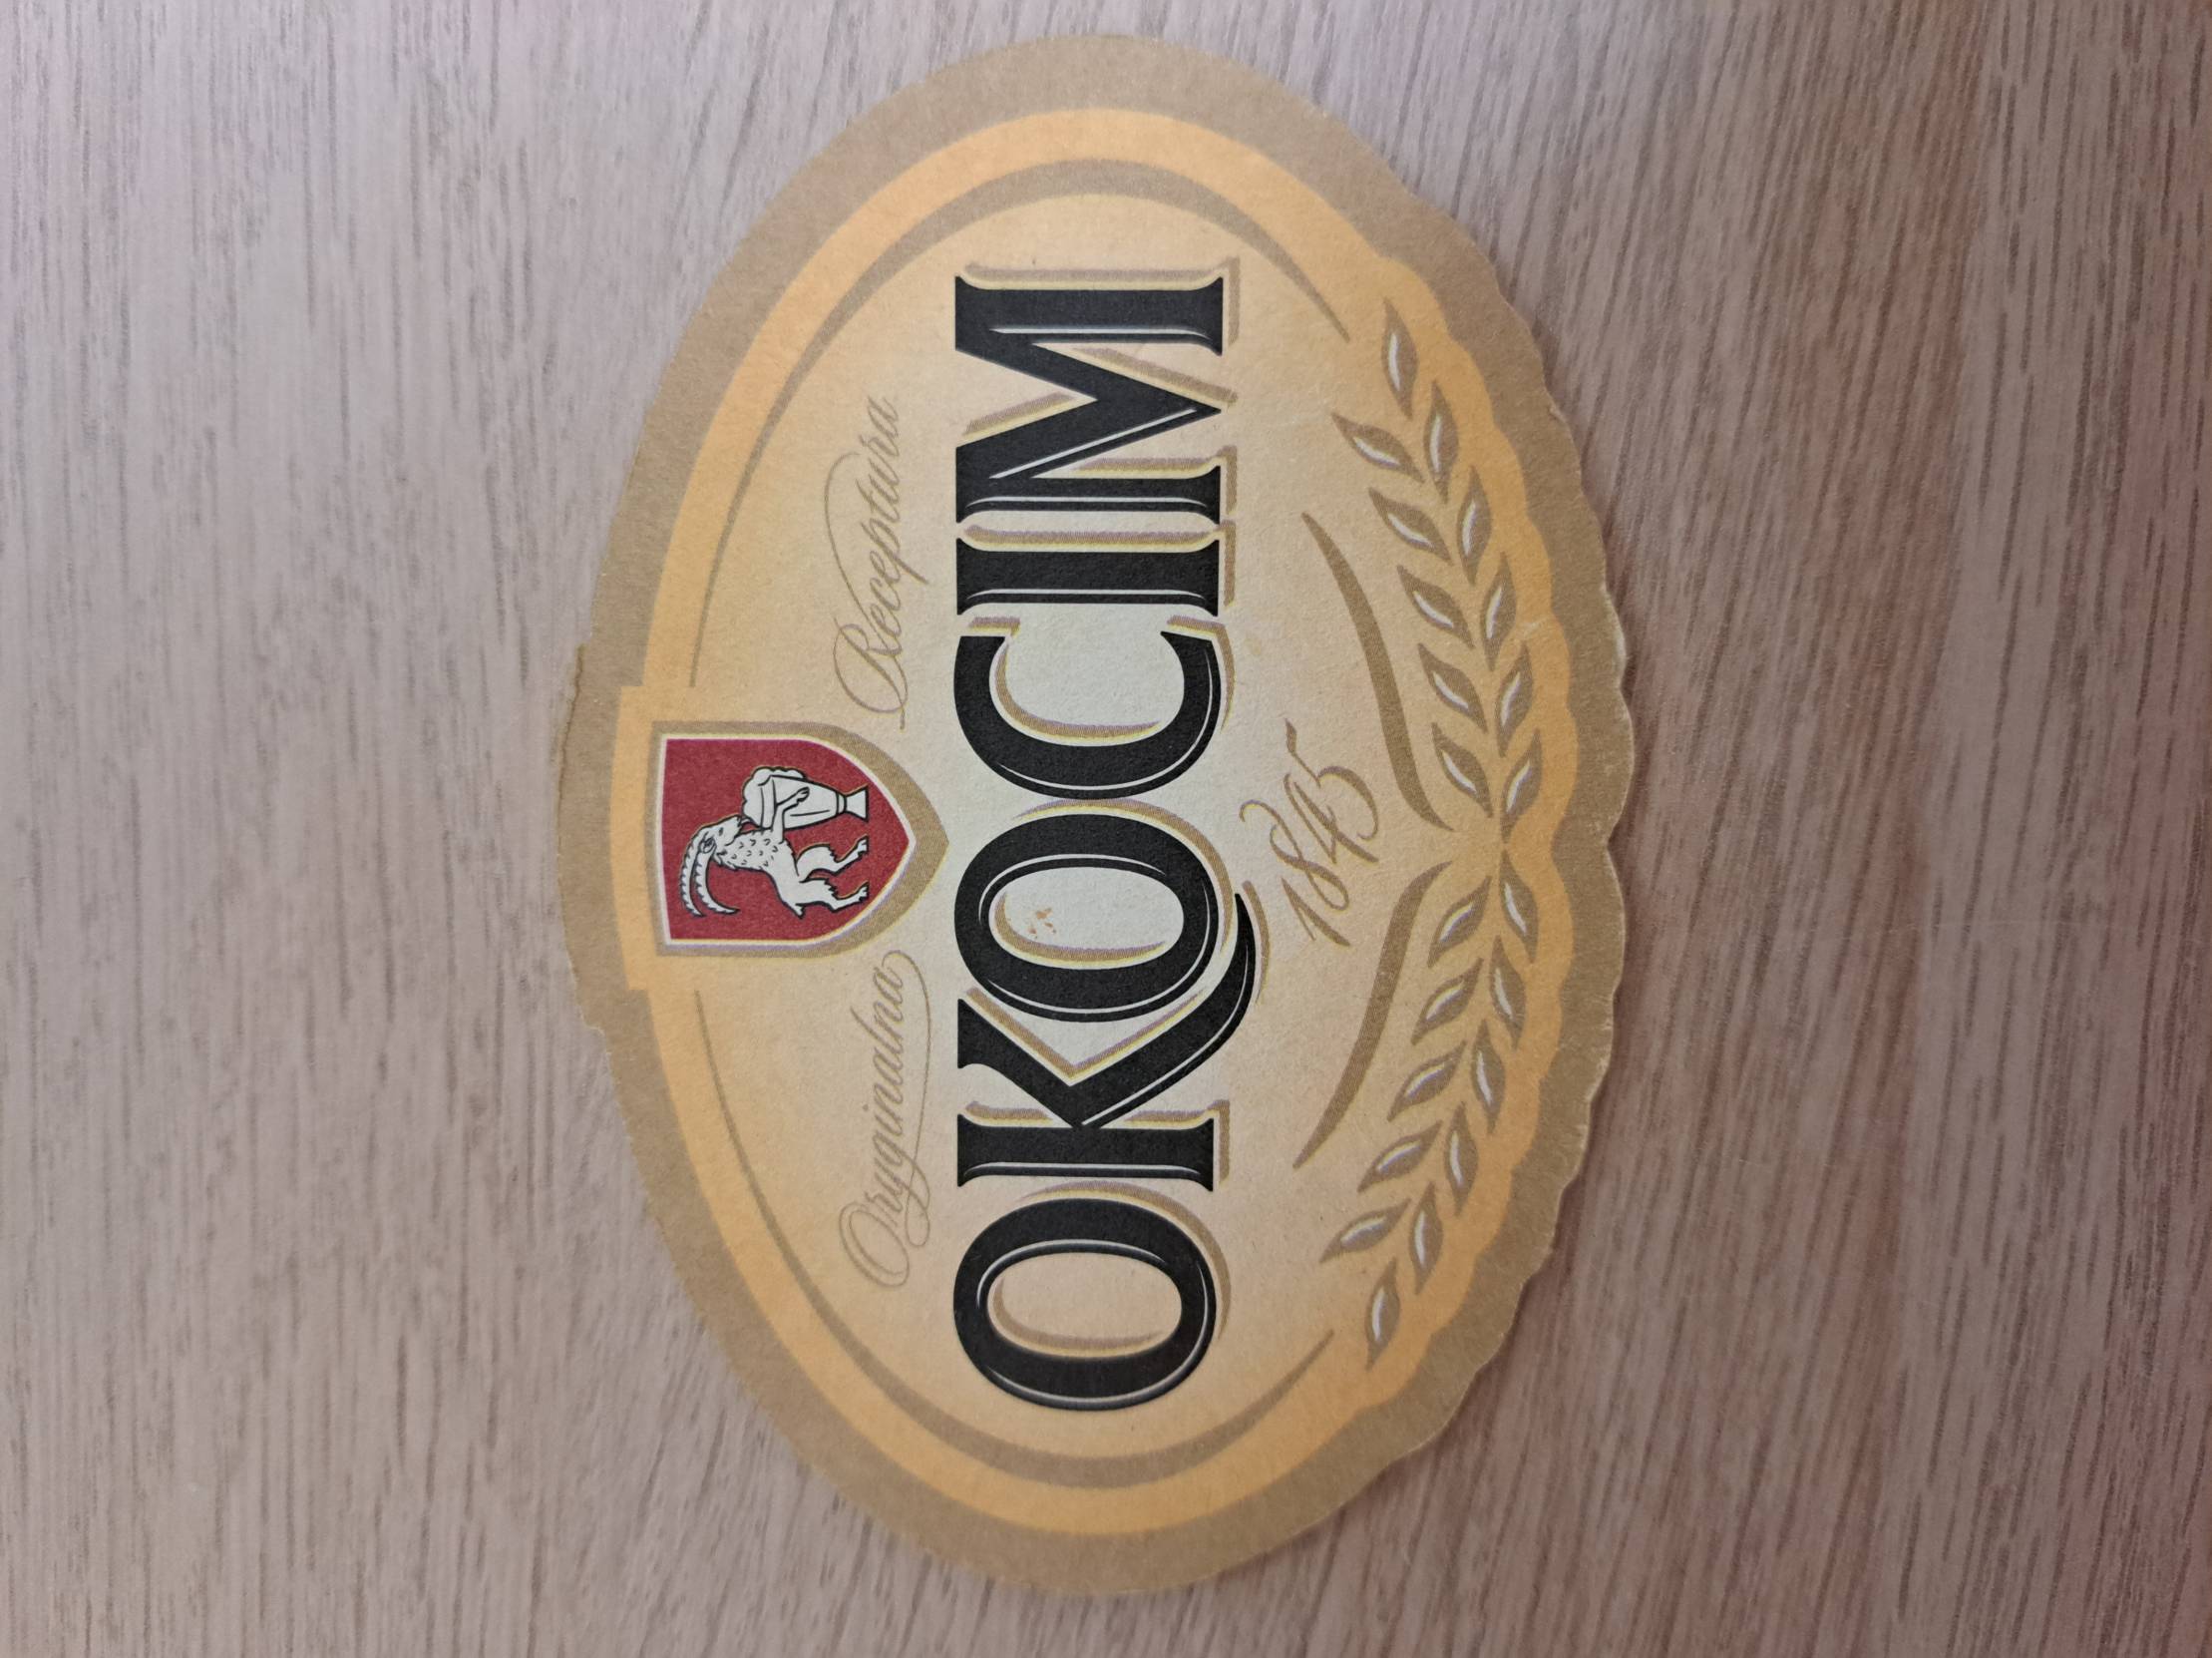 Oryginalna Receptura
OKOCIM
1845